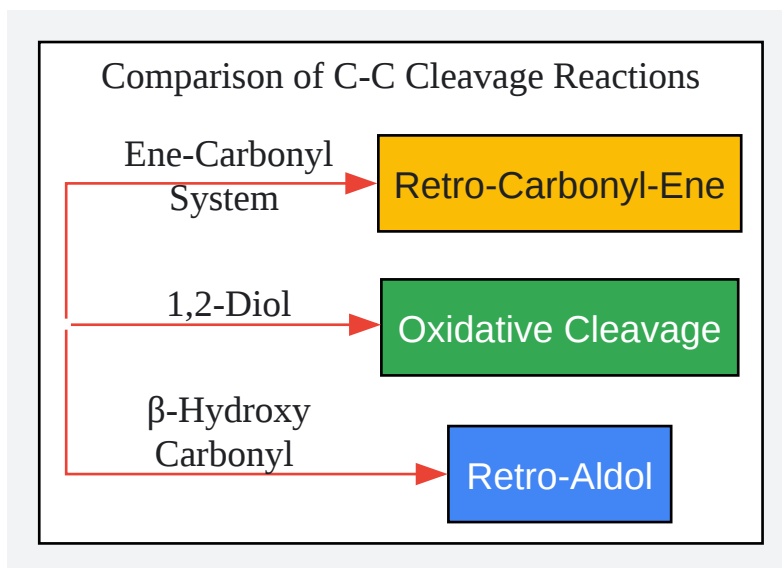 Comparison of C-C Cleavage Reactions
Ene-Carbonyl
System
Retro-Carbonyl-Ene
1,2-Diol
Oxidative Cleavage
β-Hydroxy
Carbonyl
Retro-Aldol